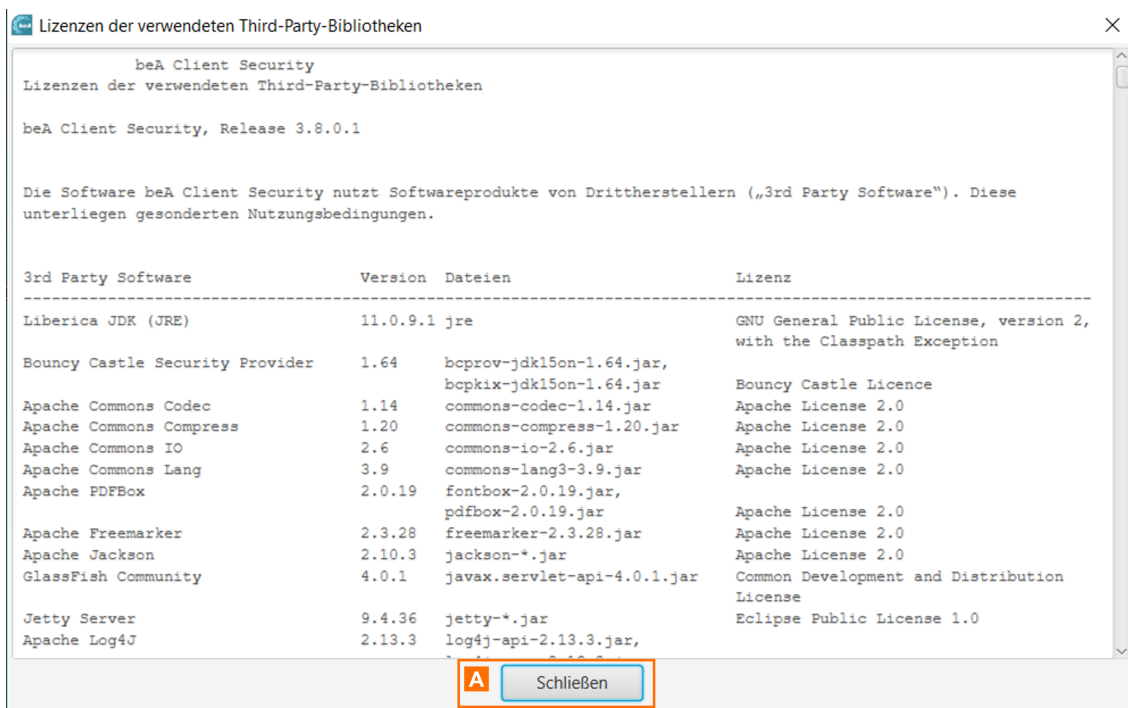 beA Lizenzen der verwendeten Third-Party-Bibliotheken
beA Client Security
Lizenzen der verwendeten Third-Party-Bibliotheken
beA Client Security, Release 3.8.0.1
Die Software beA Client Security nutzt Softwareprodukte von Drittherstellern („3rd Party Software“). Diese
unterliegen gesonderten Nutzungsbedingungen.
3rd Party Software Version Dateien Lizenz
-----------------------------------------------------------------------------------------------------------------
Liberica JDK (JRE) 11.0.9.1 jre GNU General Public License, version 2,
with the Classpath Exception
Bouncy Castle Security Provider 1.64 bcprov-jdk15on-1.64.jar,
bcpkix-jdk15on-1.64.jar Bouncy Castle Licence
Apache Commons Codec 1.14 commons-codec-1.14.jar Apache License 2.0
Apache Commons Compress 1.20 commons-compress-1.20.jar Apache License 2.0
Apache Commons IO 2.6 commons-io-2.6.jar Apache License 2.0
Apache Commons Lang 3.9 commons-lang3-3.9.jar Apache License 2.0
Apache PDFBox 2.0.19 fontbox-2.0.19.jar,
pdfbox-2.0.19.jar Apache License 2.0
Apache Freemarker 2.3.28 freemarker-2.3.28.jar Apache License 2.0
Apache Jackson 2.10.3 jackson-*.jar Apache License 2.0
GlassFish Community 4.0.1 javax.servlet-api-4.0.1.jar Common Development and Distribution
License
Jetty Server 9.4.36 jetty-*.jar Eclipse Public License 1.0
Apache Log4J 2.13.3 log4j-api-2.13.3.jar,
A Schließen